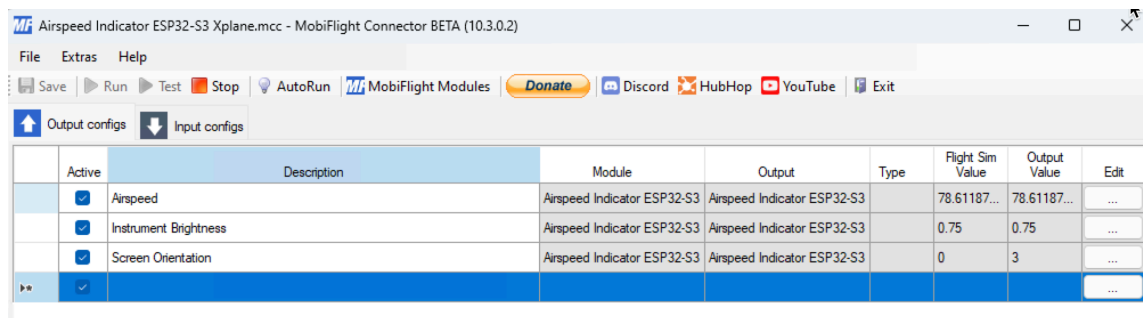 MF Airspeed Indicator ESP32-S3 Xplane.mcc - MobiFlight Connector BETA (10.3.0.2)
File Extras Help
Save Run Test Stop AutoRun MF MobiFlight Modules Donate Discord HubHop YouTube Exit
Output configs Input configs
Active Description Module Output Type Flight Sim Value Output Value Edit
Airspeed Airspeed Indicator ESP32-S3 Airspeed Indicator ESP32-S3 78.61187... 78.61187... ...
Instrument Brightness Airspeed Indicator ESP32-S3 Airspeed Indicator ESP32-S3 0.75 0.75 ...
Screen Orientation Airspeed Indicator ESP32-S3 Airspeed Indicator ESP32-S3 0 3 ...
...